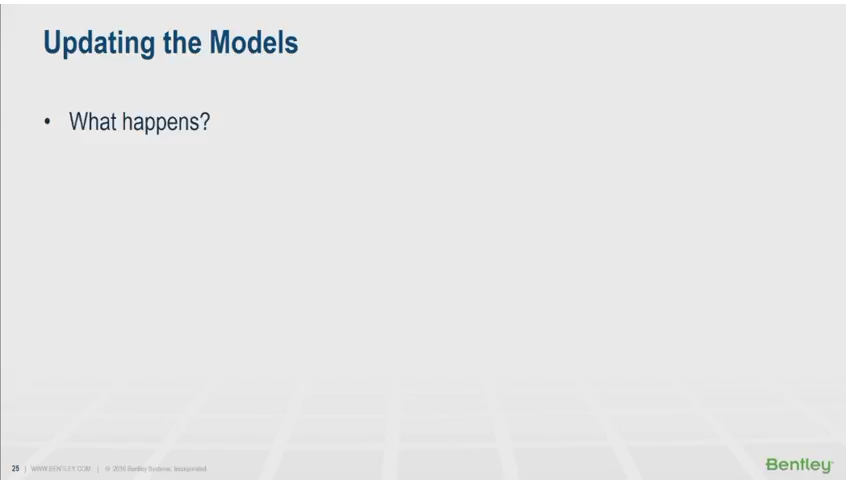 Updating the Models
• What happens?
25 | WWW.BENTLEY.COM | © 2016 Bentley Systems, Incorporated
Bentley